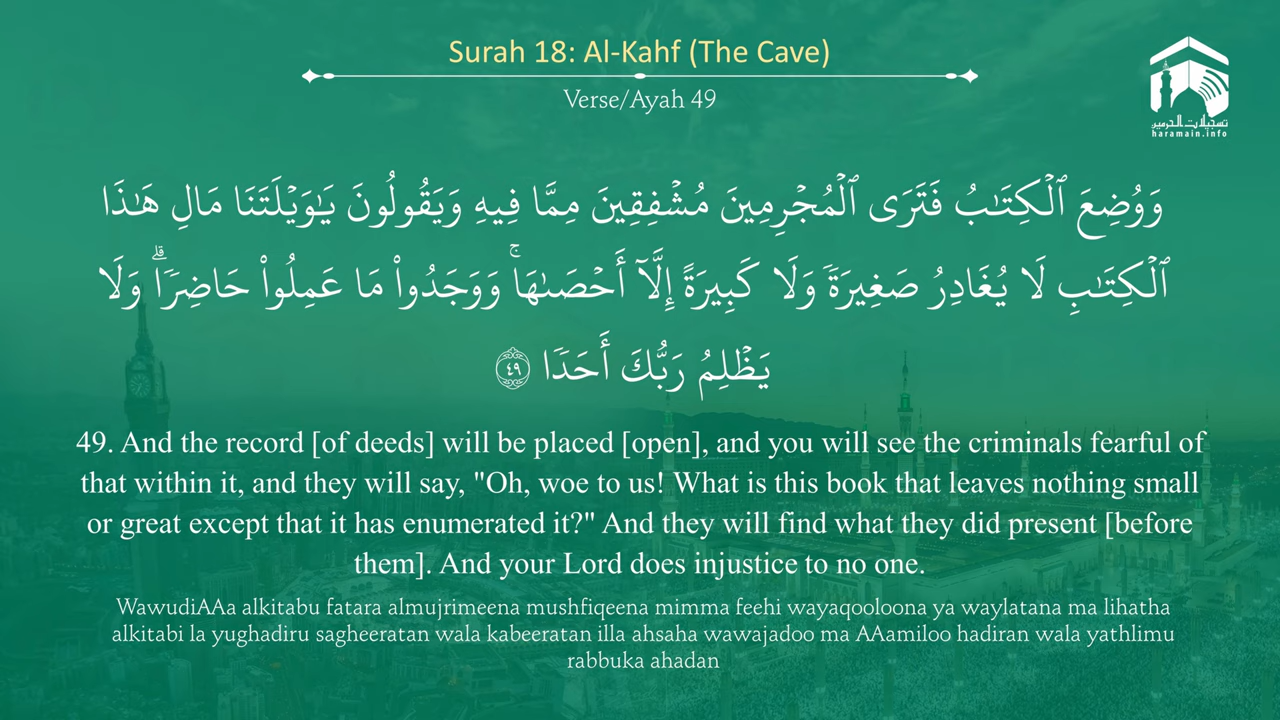 Surah 18: Al-Kahf (The Cave)
Verse/Ayah 49
تسجيلات الحرمين
haramain.info
وَوُضِعَ ٱلْكِتَـٰبُ فَتَرَى ٱلْمُجْرِمِينَ مُشْفِقِينَ مِمَّا فِيهِ وَيَقُولُونَ يَـٰوَيْلَتَنَا مَالِ هَـٰذَا
ٱلْكِتَـٰبِ لَا يُغَادِرُ صَغِيرَةً وَلَا كَبِيرَةً إِلَّآ أَحْصَىٰهَا ۚ وَوَجَدُوا۟ مَا عَمِلُوا۟ حَاضِرًا ۗ وَلَا
يَظْلِمُ رَبُّكَ أَحَدًا ٤٩
49. And the record [of deeds] will be placed [open], and you will see the criminals fearful of
that within it, and they will say, "Oh, woe to us! What is this book that leaves nothing small
or great except that it has enumerated it?" And they will find what they did present [before
them]. And your Lord does injustice to no one.
WawudiAAa alkitabu fatara almujrimeena mushfiqeena mimma feehi wayaqooloona ya waylatana ma lihatha
alkitabi la yughadiru sagheeratan wala kabeeratan illa ahsaha wawajadoo ma AAamiloo hadiran wala yathlimu
rabbuka ahadan